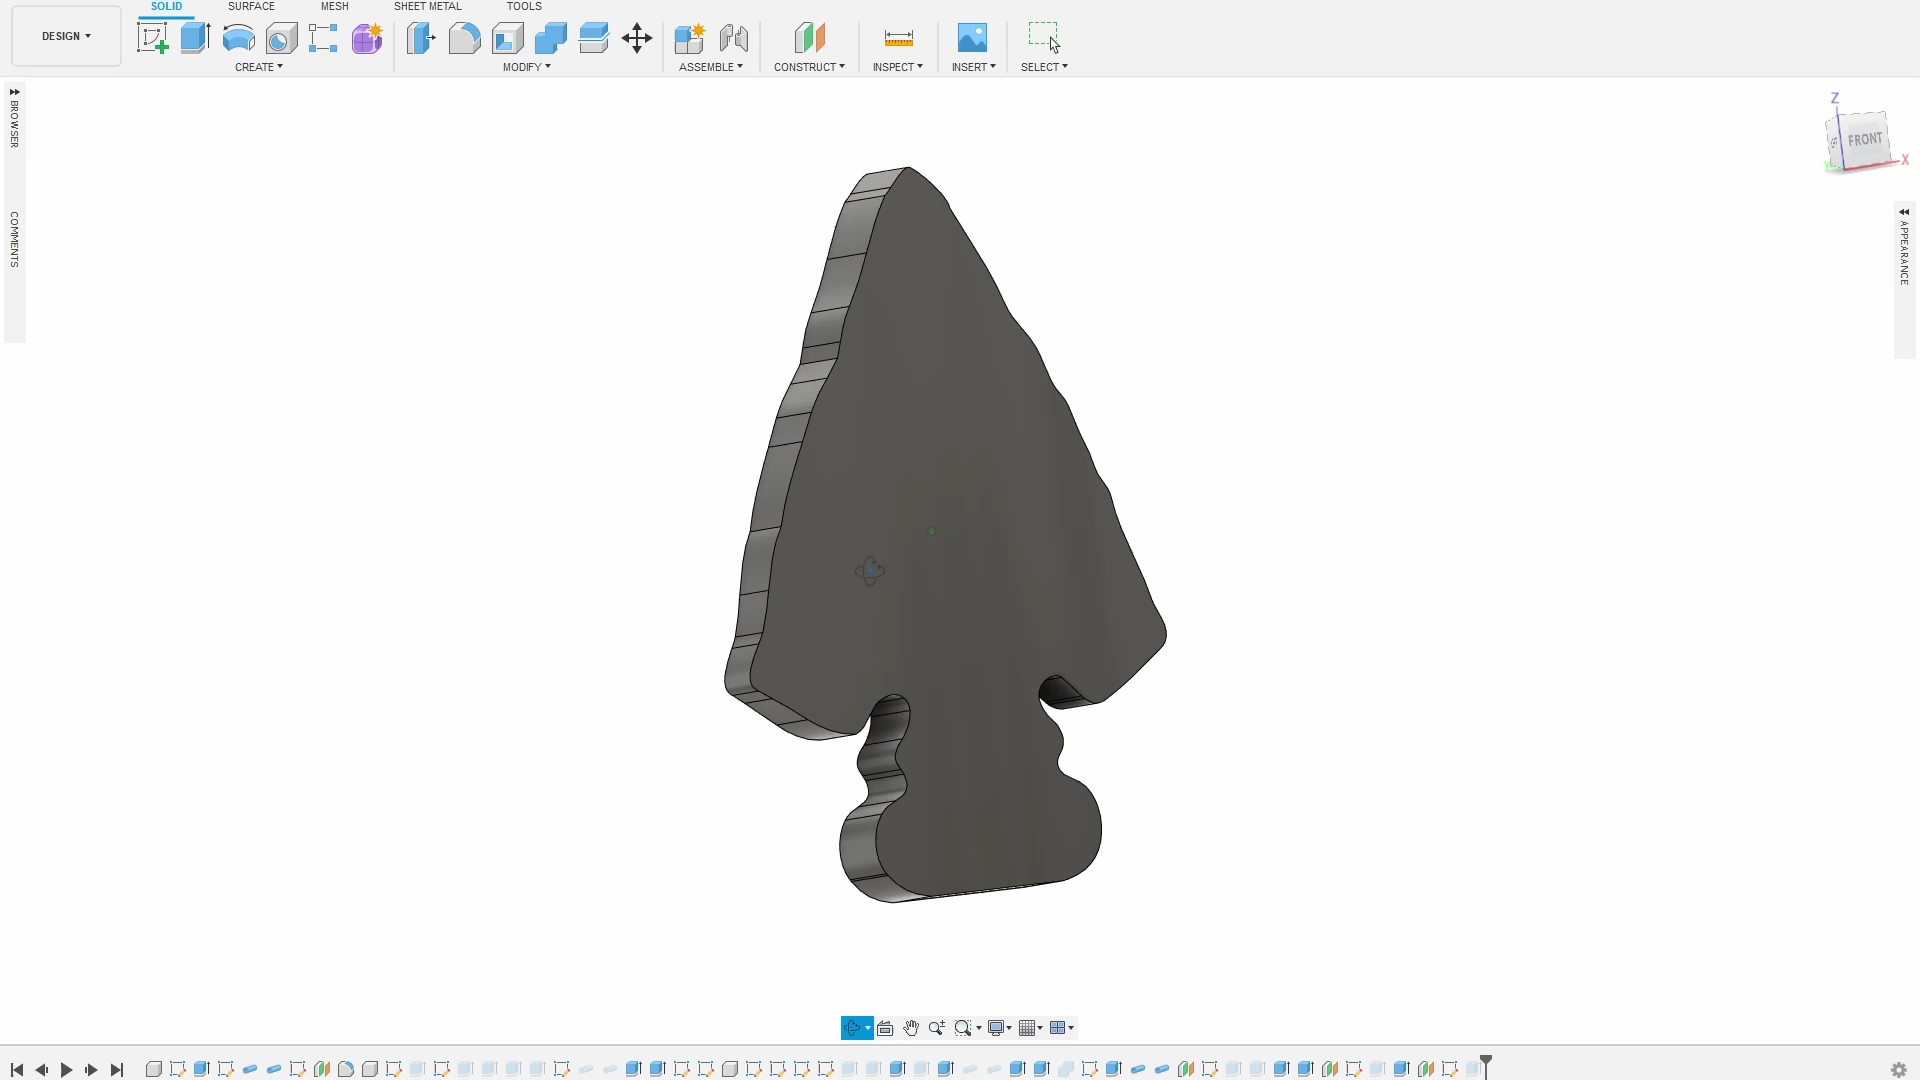 SOLID SURFACE MESH SHEET METAL TOOLS
DESIGN
CREATE MODIFY ASSEMBLE CONSTRUCT INSPECT INSERT SELECT
BROWSER
COMMENTS
Z
FRONT
X
APPEARANCE